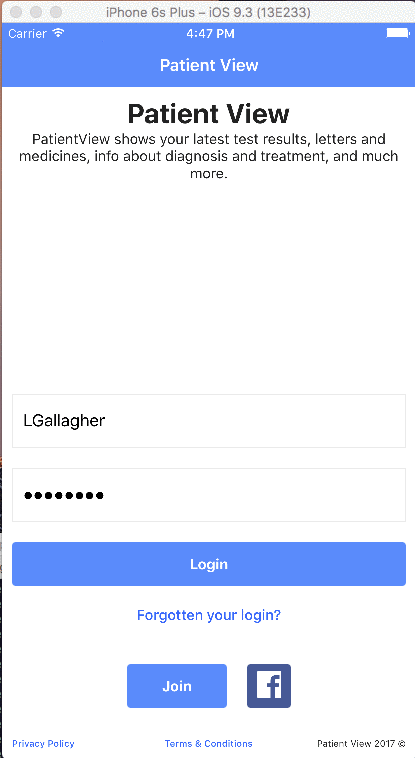 iPhone 6s Plus – iOS 9.3 (13E233)
Carrier 4:47 PM
Patient View
Patient View
PatientView shows your latest test results, letters and
medicines, info about diagnosis and treatment, and much
more.
LGallagher
●●●●●●●●
Login
Forgotten your login?
Join
Privacy Policy Terms & Conditions Patient View 2017 ©